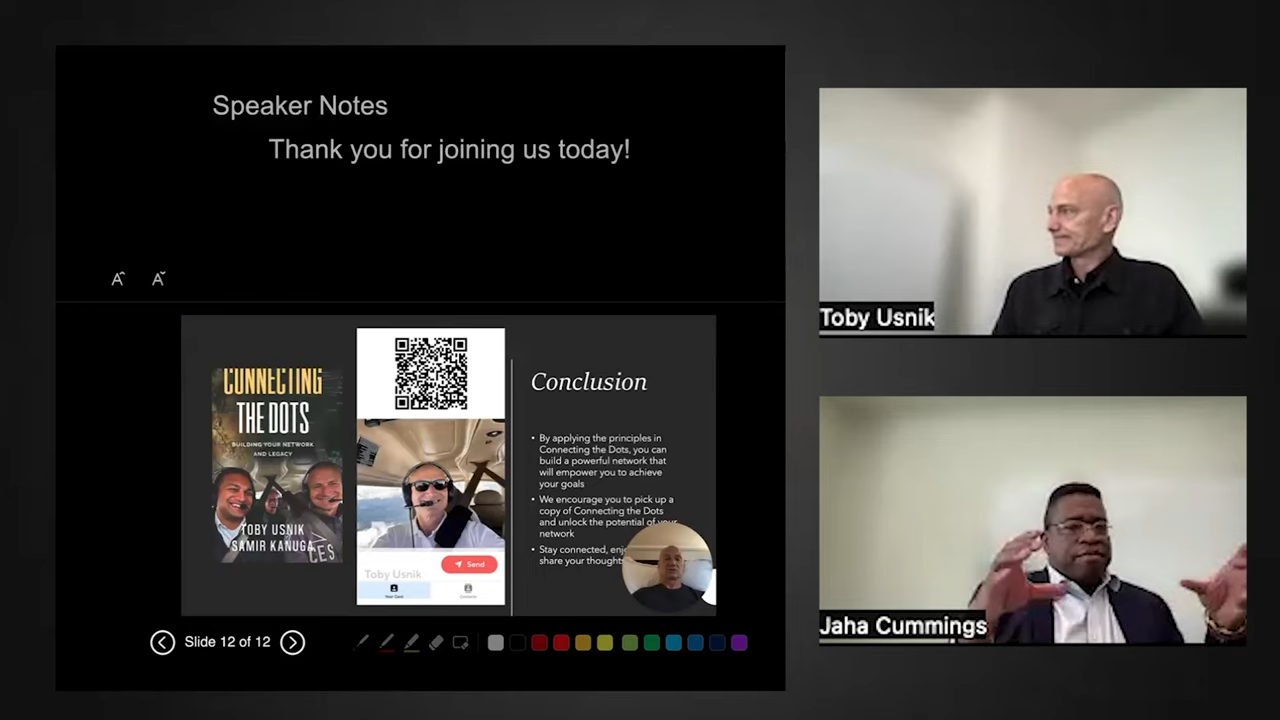 Speaker Notes
Thank you for joining us today!
CONNECTING
THE DOTS
BUILDING YOUR NETWORK
AND LEGACY
TOBY USNIK
SAMIR KANUGA
CES
Toby Usnik
Send
Your Card
Contacts
Conclusion
• By applying the principles in
Connecting the Dots, you can
build a powerful network that
will empower you to achieve
your goals
• We encourage you to pick up a
copy of Connecting the Dots
and unlock the potential of your
network
• Stay connected,
share your thoughts
Slide 12 of 12
Toby Usnik
Jaha Cummings